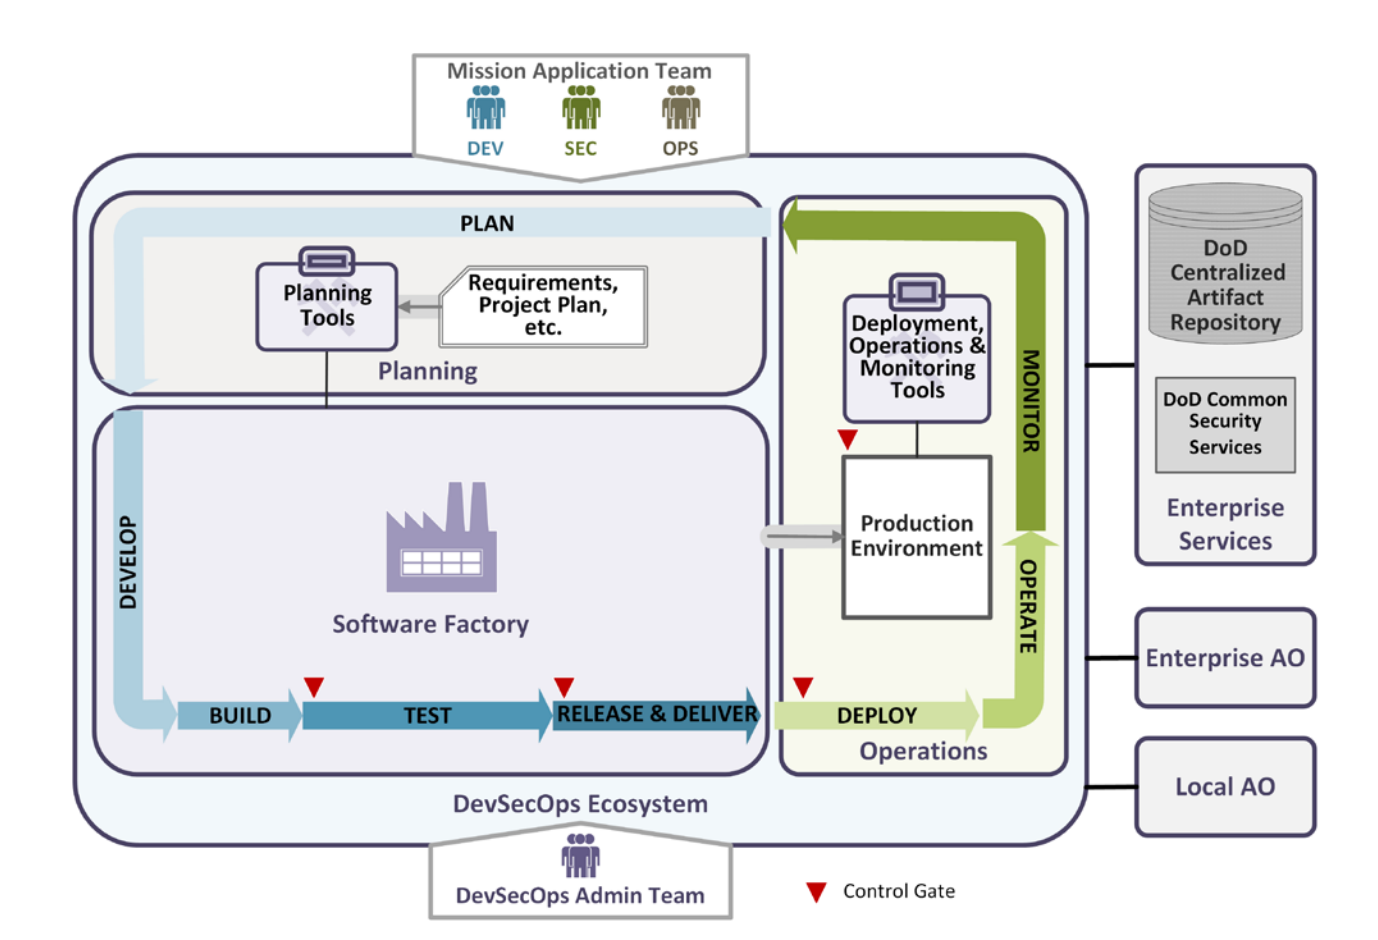 Mission Application Team
DEV
SEC
OPS
PLAN
Planning
Tools
Requirements,
Project Plan,
etc.
Planning
DEVELOP
Software Factory
BUILD
TEST
RELEASE & DELIVER
Deployment,
Operations &
Monitoring
Tools
MONITOR
Production
Environment
OPERATE
DEPLOY
Operations
DevSecOps Ecosystem
DevSecOps Admin Team
Control Gate
DoD
Centralized
Artifact
Repository
DoD Common
Security
Services
Enterprise
Services
Enterprise AO
Local AO